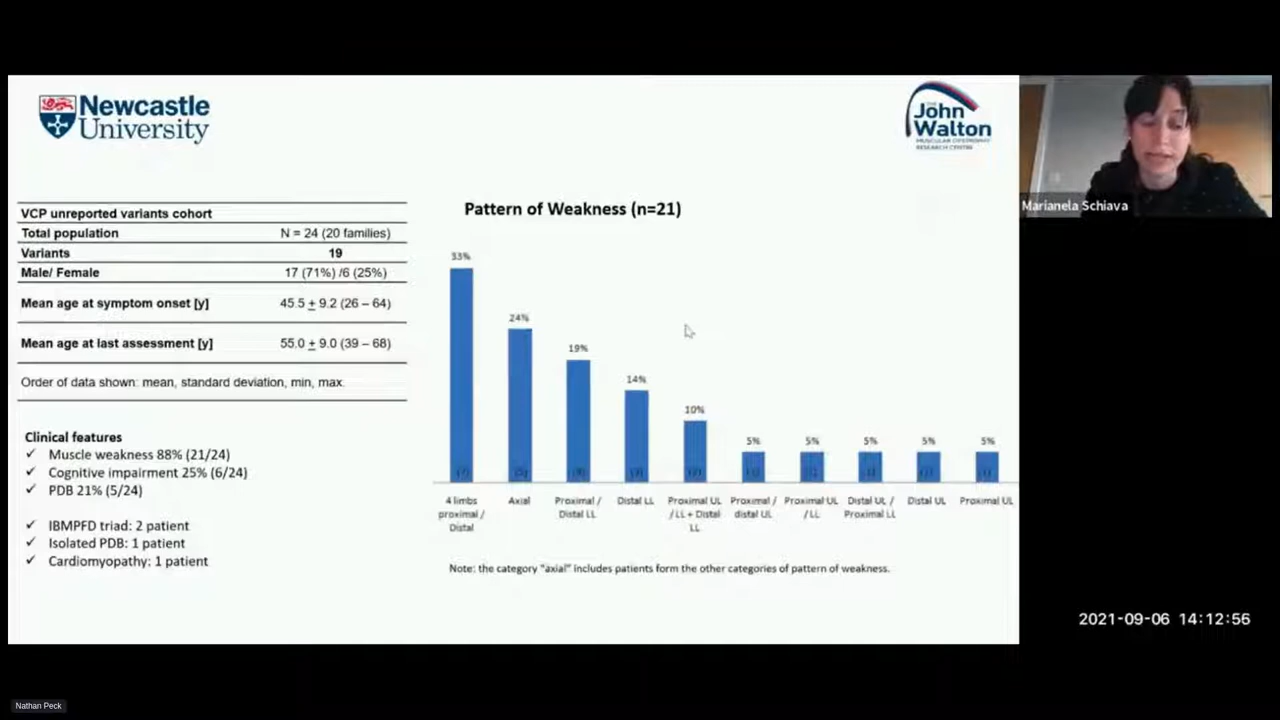 Newcastle
University
THE
John
Walton
MUSCULAR DYSTROPHY
RESEARCH CENTRE
Marianela Schiava
VCP unreported variants cohort
Total population N = 24 (20 families)
Variants 19
Male/ Female 17 (71%) /6 (25%)
Mean age at symptom onset [y] 45.5 ± 9.2 (26 – 64)
Mean age at last assessment [y] 55.0 ± 9.0 (39 – 68)
Order of data shown: mean, standard deviation, min, max.
Clinical features
✓ Muscle weakness 88% (21/24)
✓ Cognitive impairment 25% (6/24)
✓ PDB 21% (5/24)
✓ IBMPFD triad: 2 patient
✓ Isolated PDB: 1 patient
✓ Cardiomyopathy: 1 patient
Pattern of Weakness (n=21)
33%
24%
19%
14%
10%
5%
5%
5%
5%
5%
4 limbs
proximal /
Distal
Axial
Proximal /
Distal LL
Distal LL
Proximal UL
/ LL + Distal
LL
Proximal /
distal UL
Proximal UL
/ LL
Distal UL /
Proximal LL
Distal UL
Proximal UL
Note: the category "axial" includes patients form the other categories of pattern of weakness.
2021-09-06 14:12:56
Nathan Peck